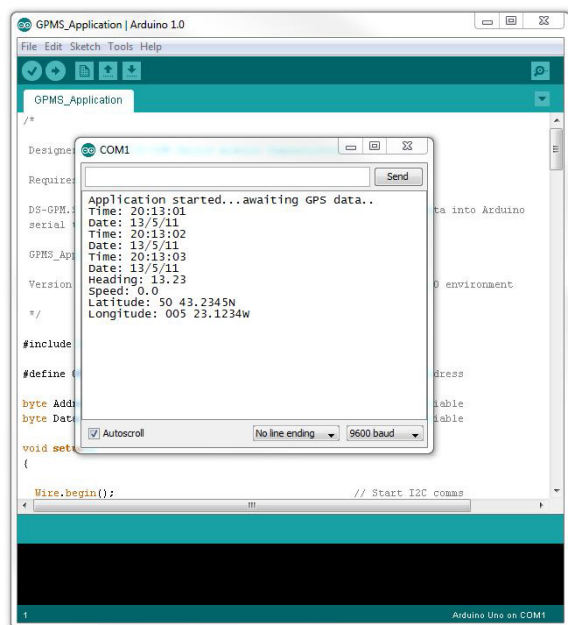 GPMS_Application | Arduino 1.0
File Edit Sketch Tools Help
GPMS_Application
/*
Designe
COM1
Require
Send
Application started...awaiting GPS data..
Time: 20:13:01
Date: 13/5/11
Time: 20:13:02
Date: 13/5/11
Time: 20:13:03
Date: 13/5/11
Heading: 13.23
Speed: 0.0
Latitude: 50 43.2345N
Longitude: 005 23.1234W
DS-GPM. ta into Arduino
serial
GPMS_App
Version 0 environment
*/
#include
#define dress
byte Add iable
byte Data iable
Autoscroll No line ending 9600 baud
void set
{
Wire.begin(); // Start I2C comms
1 Arduino Uno on COM1